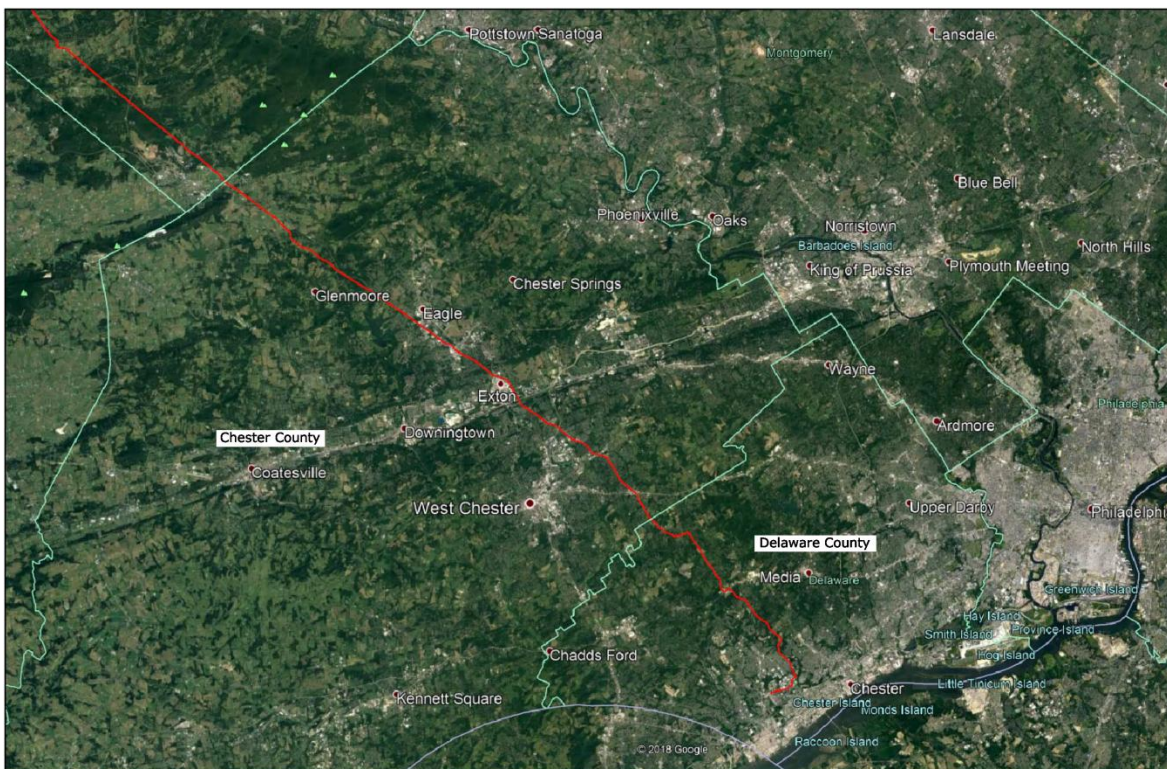 Pottstown
Sanatoga
Lansdale
Montgomery
Blue Bell
Phoenixville
Oaks
Norristown
Barbadoes Island
North Hills
King of Prussia
Plymouth Meeting
Chester Springs
Glenmoore
Eagle
Wayne
Exton
Philadelphia
Ardmore
Downingtown
Chester County
Coatesville
West Chester
Upper Darby
Philadelphi
Delaware County
Media
Delaware
Greenwich Island
Hay Island
Province Island
Smith Island
Hog Island
Chadds Ford
Little Tinicum Island
Chester
Kennett Square
Chester Island
Monds Island
Raccoon Island
© 2018 Google